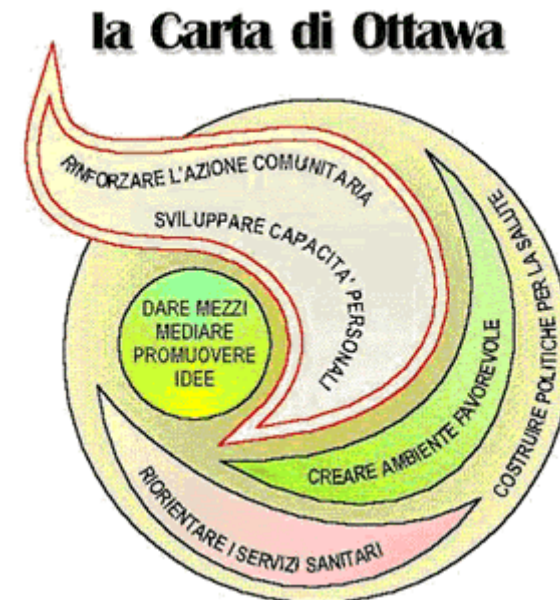 la Carta di Ottawa
RINFORZARE L'AZIONE COMUNITARIA
SVILUPPARE CAPACITA' PERSONALI
DARE MEZZI
MEDIARE
PROMUOVERE
IDEE
CREARE AMBIENTE FAVOREVOLE
COSTRUIRE POLITICHE PER LA SALUTE
RIORIENTARE I SERVIZI SANITARI